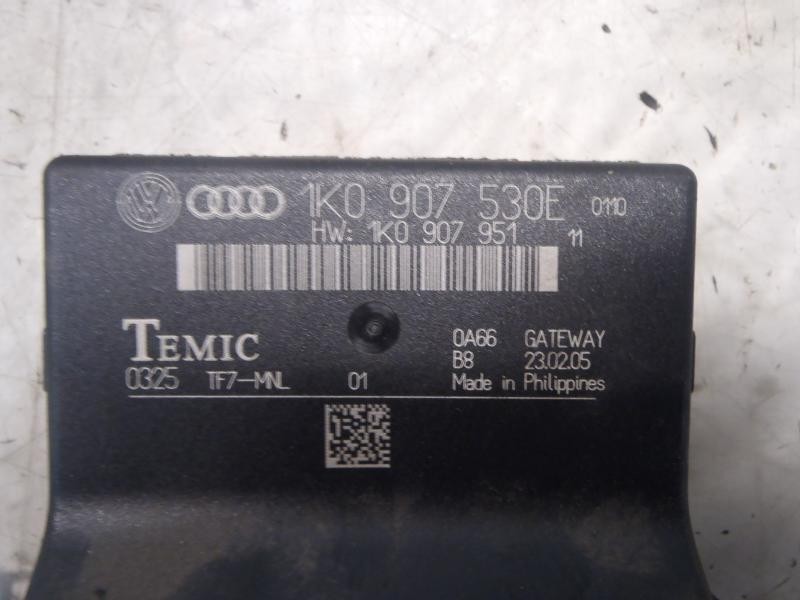 1K0 907 530E 0110
HW: 1K0 907 951 11
TEMIC 0A66 GATEWAY
B8 23.02.05
0325 TF7-MNL 01 Made in Philippines